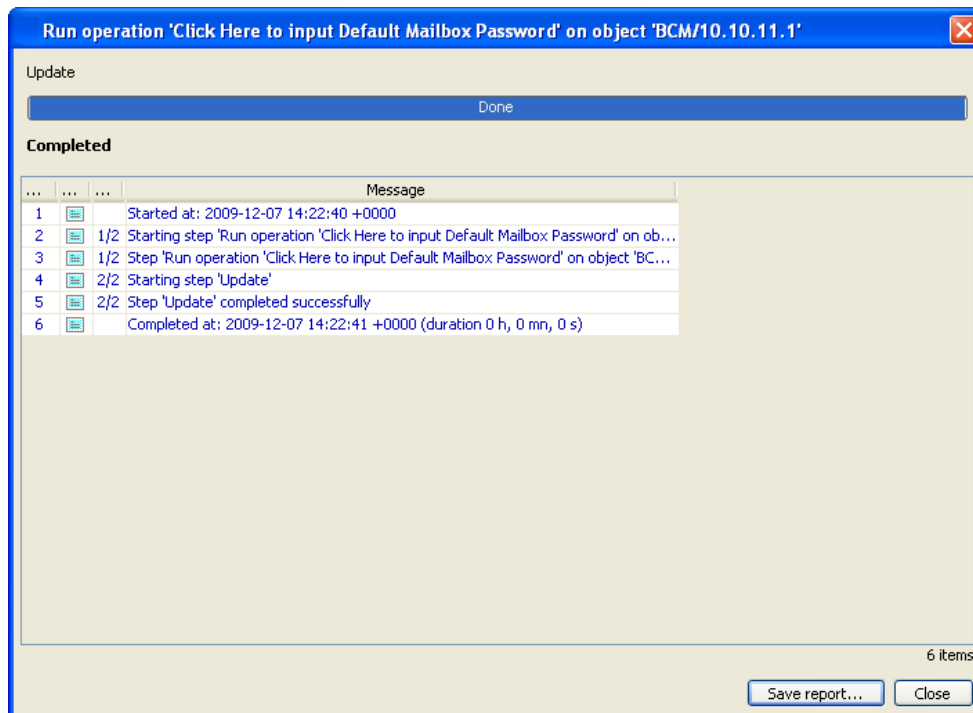 Run operation 'Click Here to input Default Mailbox Password' on object 'BCM/10.10.11.1'
Update
Done
Completed
... ... ... Message
1 Started at: 2009-12-07 14:22:40 +0000
2 1/2 Starting step 'Run operation 'Click Here to input Default Mailbox Password' on ob...
3 1/2 Step 'Run operation 'Click Here to input Default Mailbox Password' on object 'BC...
4 2/2 Starting step 'Update'
5 2/2 Step 'Update' completed successfully
6 Completed at: 2009-12-07 14:22:41 +0000 (duration 0 h, 0 mn, 0 s)
6 items
Save report... Close